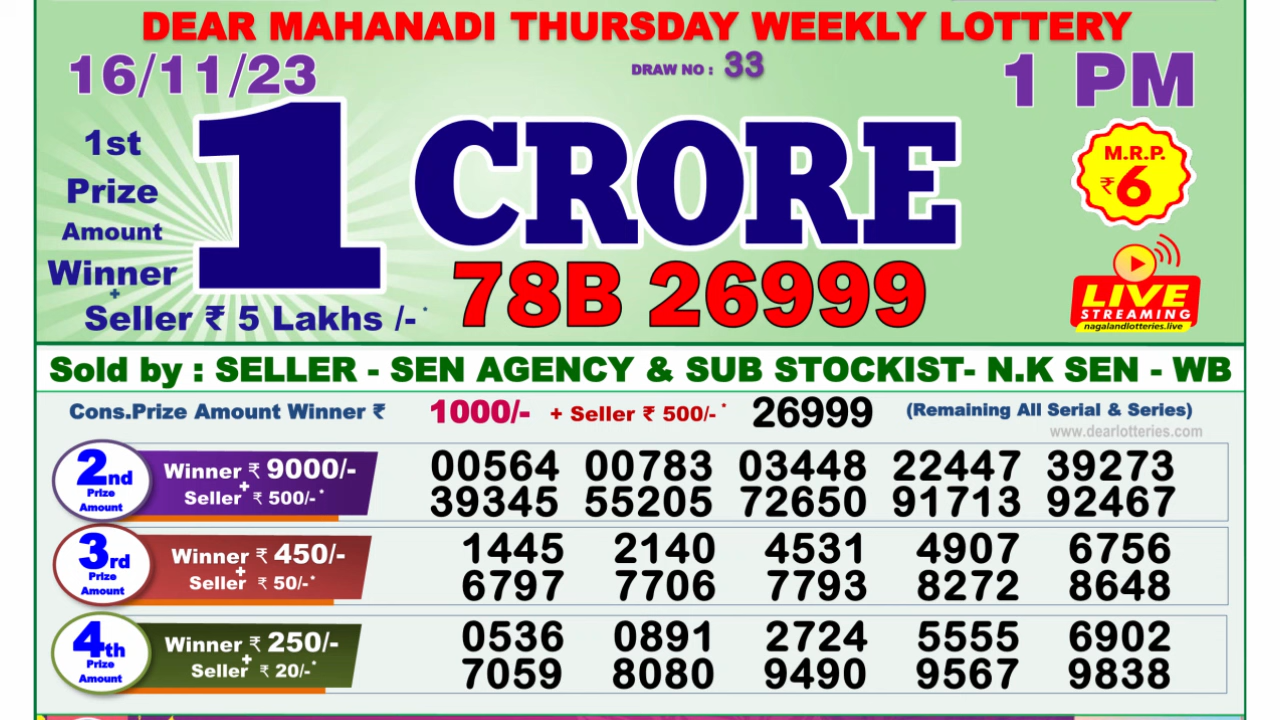 DEAR MAHANADI THURSDAY WEEKLY LOTTERY
16/11/23
DRAW NO : 33
1 PM
1st
Prize
Amount
Winner
+
Seller ₹ 5 Lakhs /-*
1 CRORE
78B 26999
M.R.P.
₹6
LIVE
STREAMING
nagalandlotteries.live
Sold by : SELLER - SEN AGENCY & SUB STOCKIST- N.K SEN - WB
Cons.Prize Amount Winner ₹ 1000/- + Seller ₹ 500/-* 26999 (Remaining All Serial & Series)
www.dearlotteries.com
2nd
Prize
Amount
Winner ₹ 9000/-
+
Seller ₹ 500/-*
00564 00783 03448 22447 39273
39345 55205 72650 91713 92467
3rd
Prize
Amount
Winner ₹ 450/-
+
Seller ₹ 50/-*
1445 2140 4531 4907 6756
6797 7706 7793 8272 8648
4th
Prize
Amount
Winner ₹ 250/-
+
Seller ₹ 20/-*
0536 0891 2724 5555 6902
7059 8080 9490 9567 9838